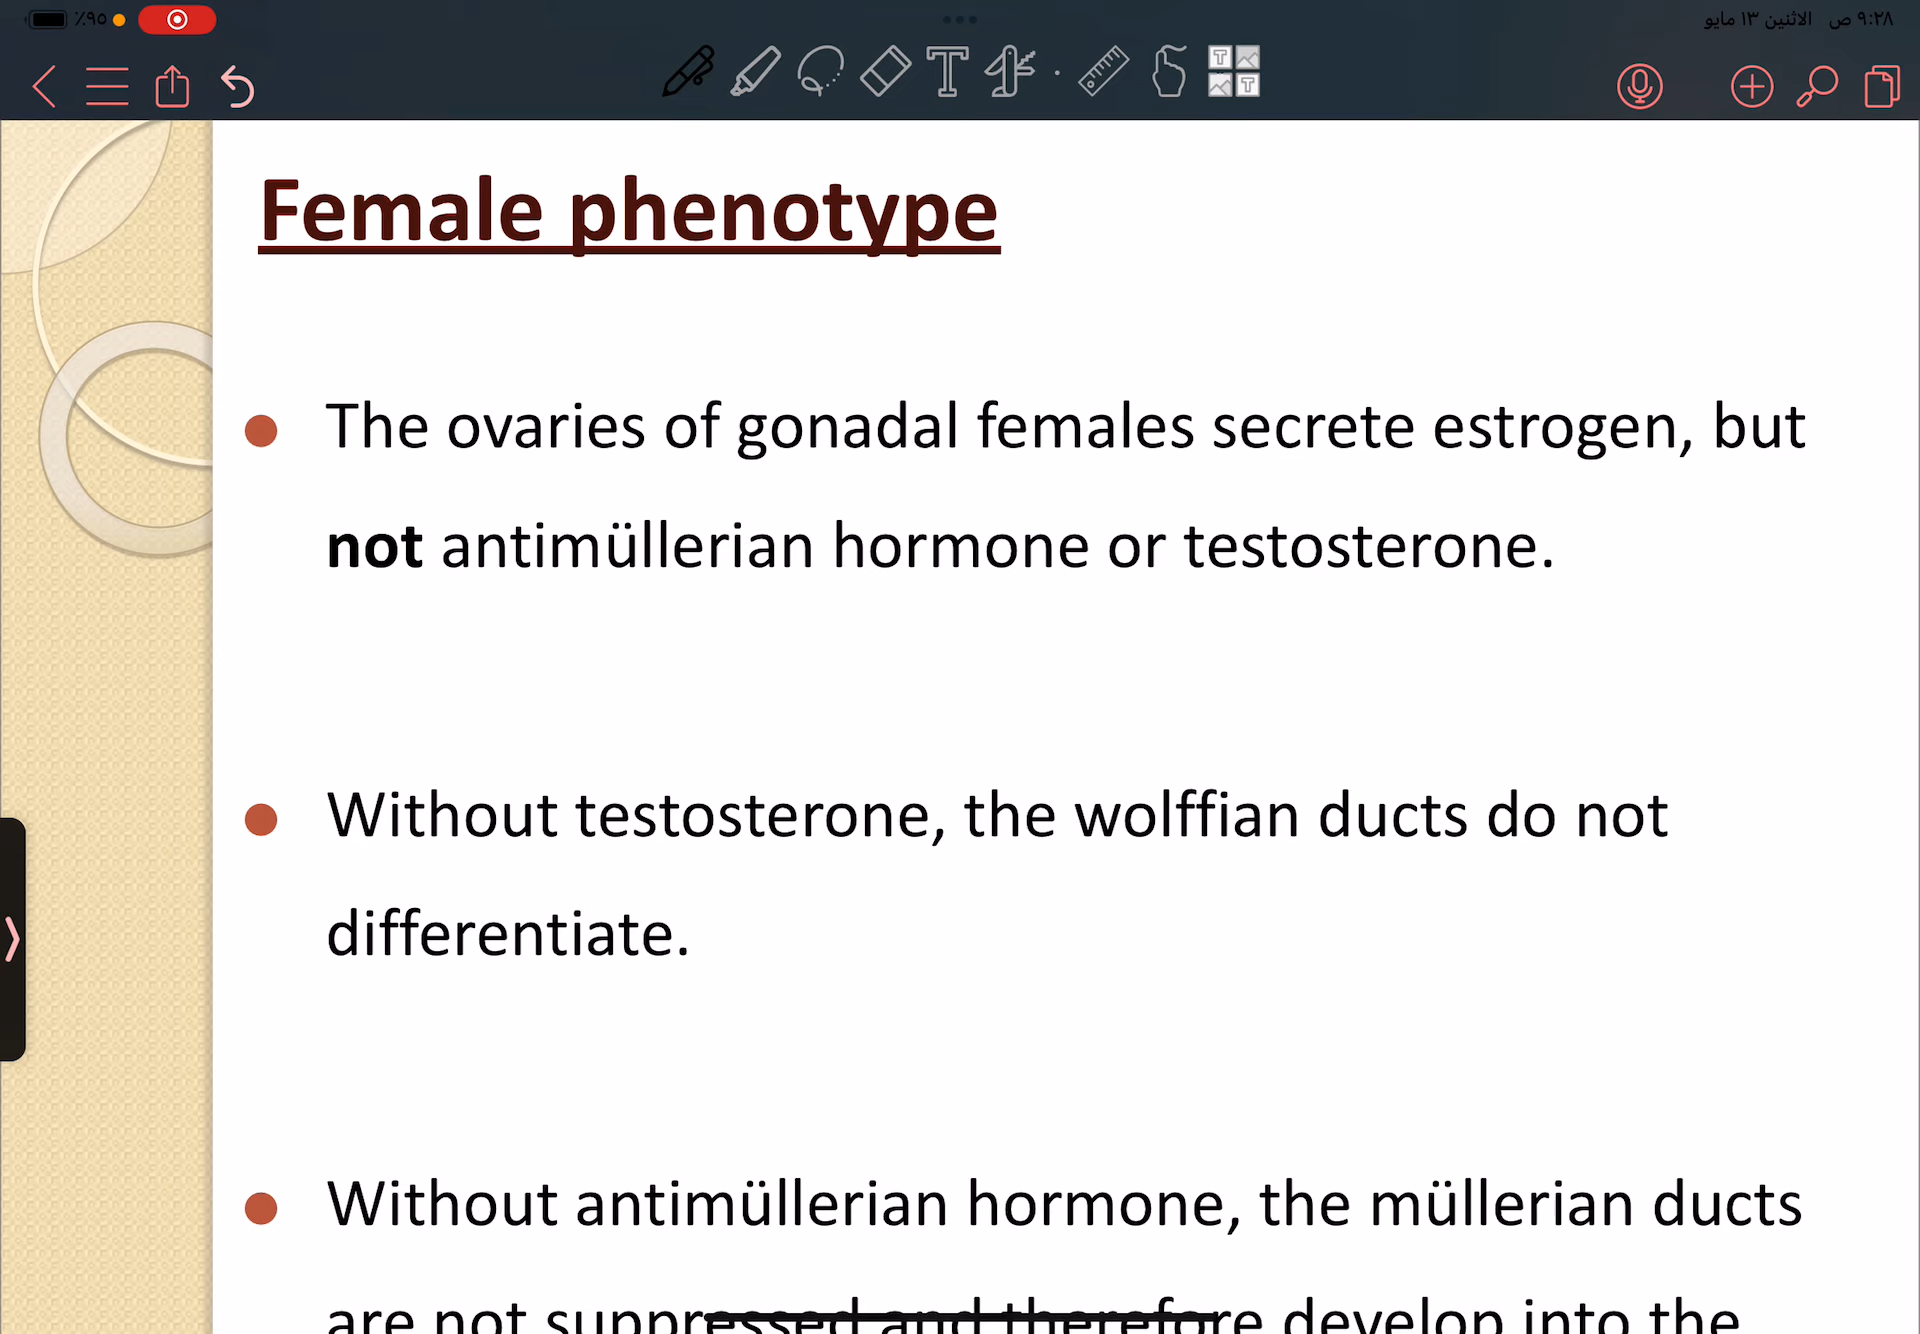 ٪٩٥
٩:٢٨ ص الاثنين ١٣ مايو
Female phenotype
The ovaries of gonadal females secrete estrogen, but
not antimüllerian hormone or testosterone.
Without testosterone, the wolffian ducts do not
differentiate.
Without antimüllerian hormone, the müllerian ducts
are not suppressed and therefore develop into the